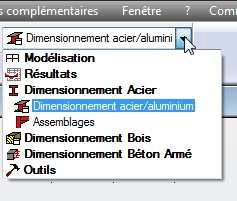 s complémentaires Fenêtre ?
Dimensionnement acier/alumini
Modélisation
Résultats
Dimensionnement Acier
Dimensionnement acier/aluminium
Assemblages
Dimensionnement Bois
Dimensionnement Béton Armé
Outils